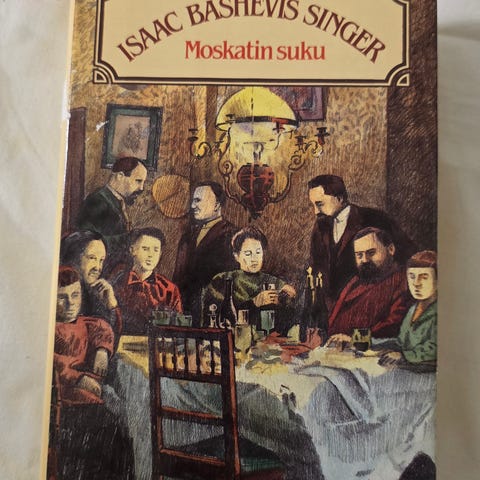 ISAAC BASHEVIS SINGER
Moskatin suku